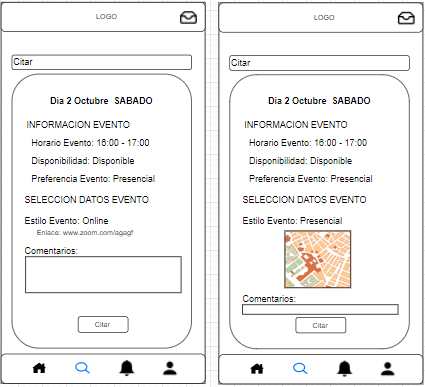 LOGO
Citar
Dia 2 Octubre SABADO
INFORMACION EVENTO
Horario Evento: 16:00 - 17:00
Disponibilidad: Disponible
Preferencia Evento: Presencial
SELECCION DATOS EVENTO
Estilo Evento: Online
Enlace: www.zoom.com/agagf
Comentarios:
Citar
LOGO
Citar
Dia 2 Octubre SABADO
INFORMACION EVENTO
Horario Evento: 16:00 - 17:00
Disponibilidad: Disponible
Preferencia Evento: Presencial
SELECCION DATOS EVENTO
Estilo Evento: Presencial
Comentarios:
Citar